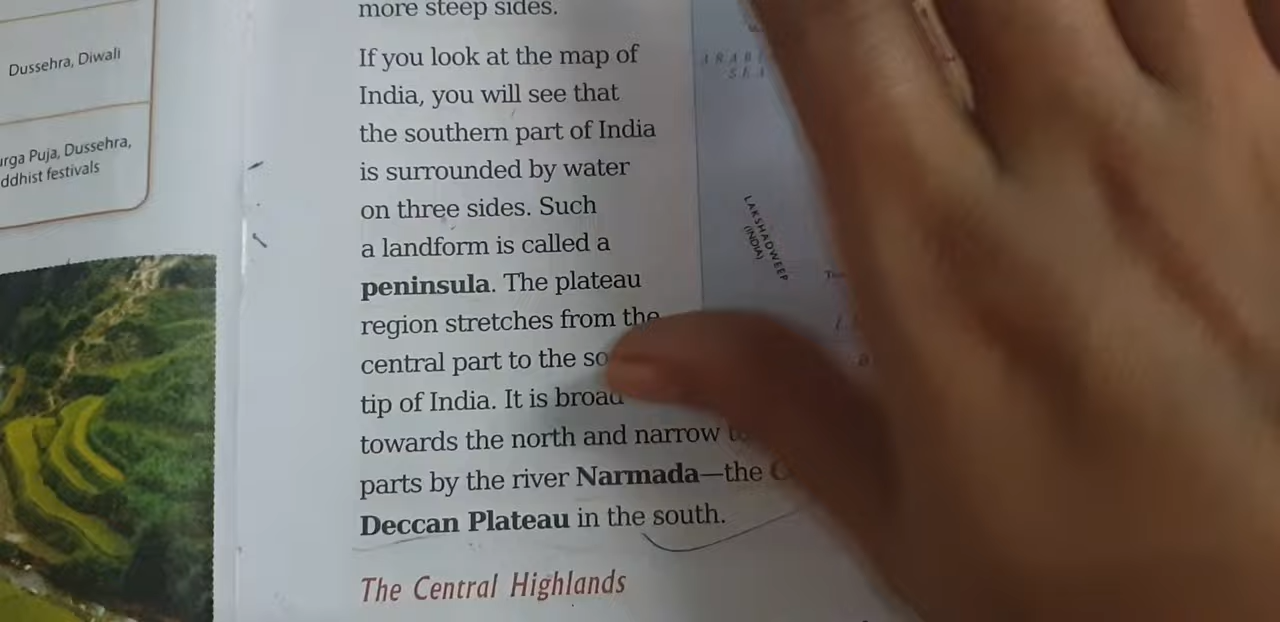 Dussehra, Diwali
Puja, Dussehra,
festivals
more steep sides.
If you look at the map of
India, you will see that
the southern part of India
is surrounded by water
on three sides. Such
a landform is called a
peninsula. The plateau
region stretches from the
central part to the
tip of India. It is broad
towards the north and narrow
parts by the river Narmada—the
Deccan Plateau in the south.
The Central Highlands
LAKSHADWEEP
(INDIA)